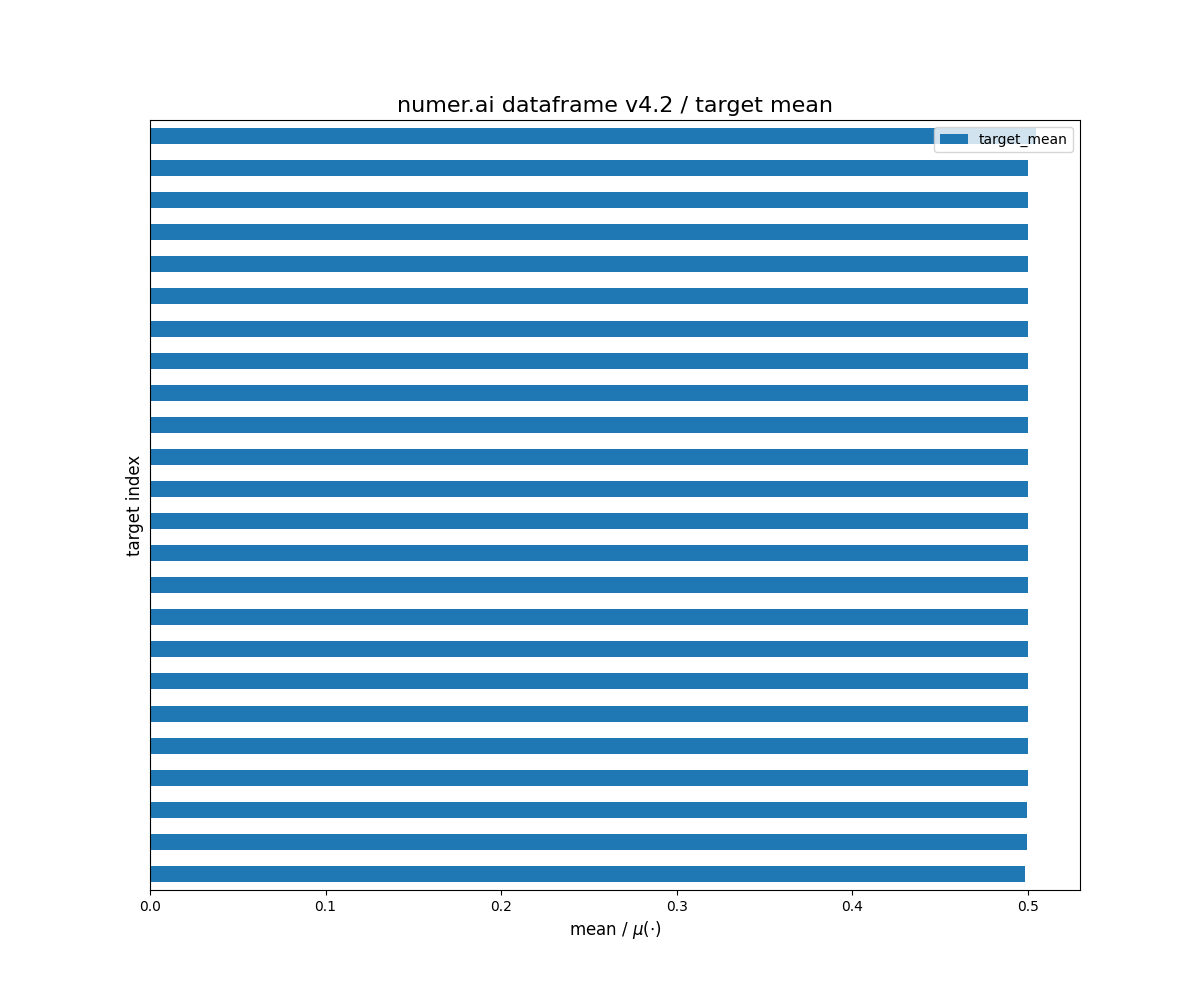 numer.ai dataframe v4.2 / target mean
target_mean
target index
0.0 0.1 0.2 0.3 0.4 0.5
mean / μ(·)